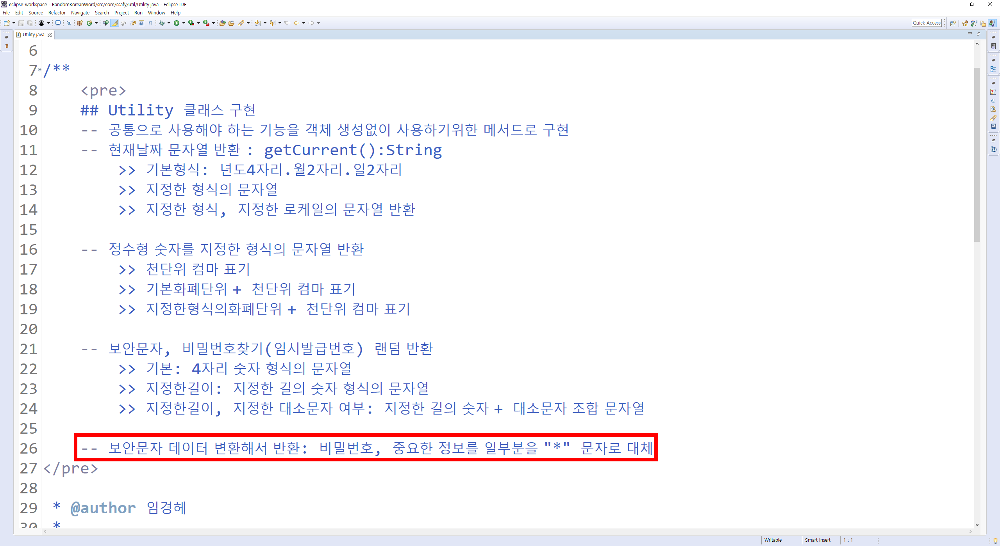 eclipse-workspace - RandomKoreanWord/src/com/ssafy/util/Utility.java - Eclipse IDE
File Edit Source Refactor Navigate Search Project Run Window Help
Quick Access
Utility.java
6
7 /**
8 <pre>
9 ## Utility 클래스 구현
10 -- 공통으로 사용해야 하는 기능을 객체 생성없이 사용하기위한 메서드로 구현
11 -- 현재날짜 문자열 반환 : getCurrent():String
12 >> 기본형식: 년도4자리.월2자리.일2자리
13 >> 지정한 형식의 문자열
14 >> 지정한 형식, 지정한 로케일의 문자열 반환
15
16 -- 정수형 숫자를 지정한 형식의 문자열 반환
17 >> 천단위 컴마 표기
18 >> 기본화폐단위 + 천단위 컴마 표기
19 >> 지정한형식의화폐단위 + 천단위 컴마 표기
20
21 -- 보안문자, 비밀번호찾기(임시발급번호) 랜덤 반환
22 >> 기본: 4자리 숫자 형식의 문자열
23 >> 지정한길이: 지정한 길의 숫자 형식의 문자열
24 >> 지정한길이, 지정한 대소문자 여부: 지정한 길의 숫자 + 대소문자 조합 문자열
25
26 -- 보안문자 데이터 변환해서 반환: 비밀번호, 중요한 정보를 일부분을 "*" 문자로 대체
27 </pre>
28
29 * @author 임경헤
30 *
Writable Smart Insert 1 : 1